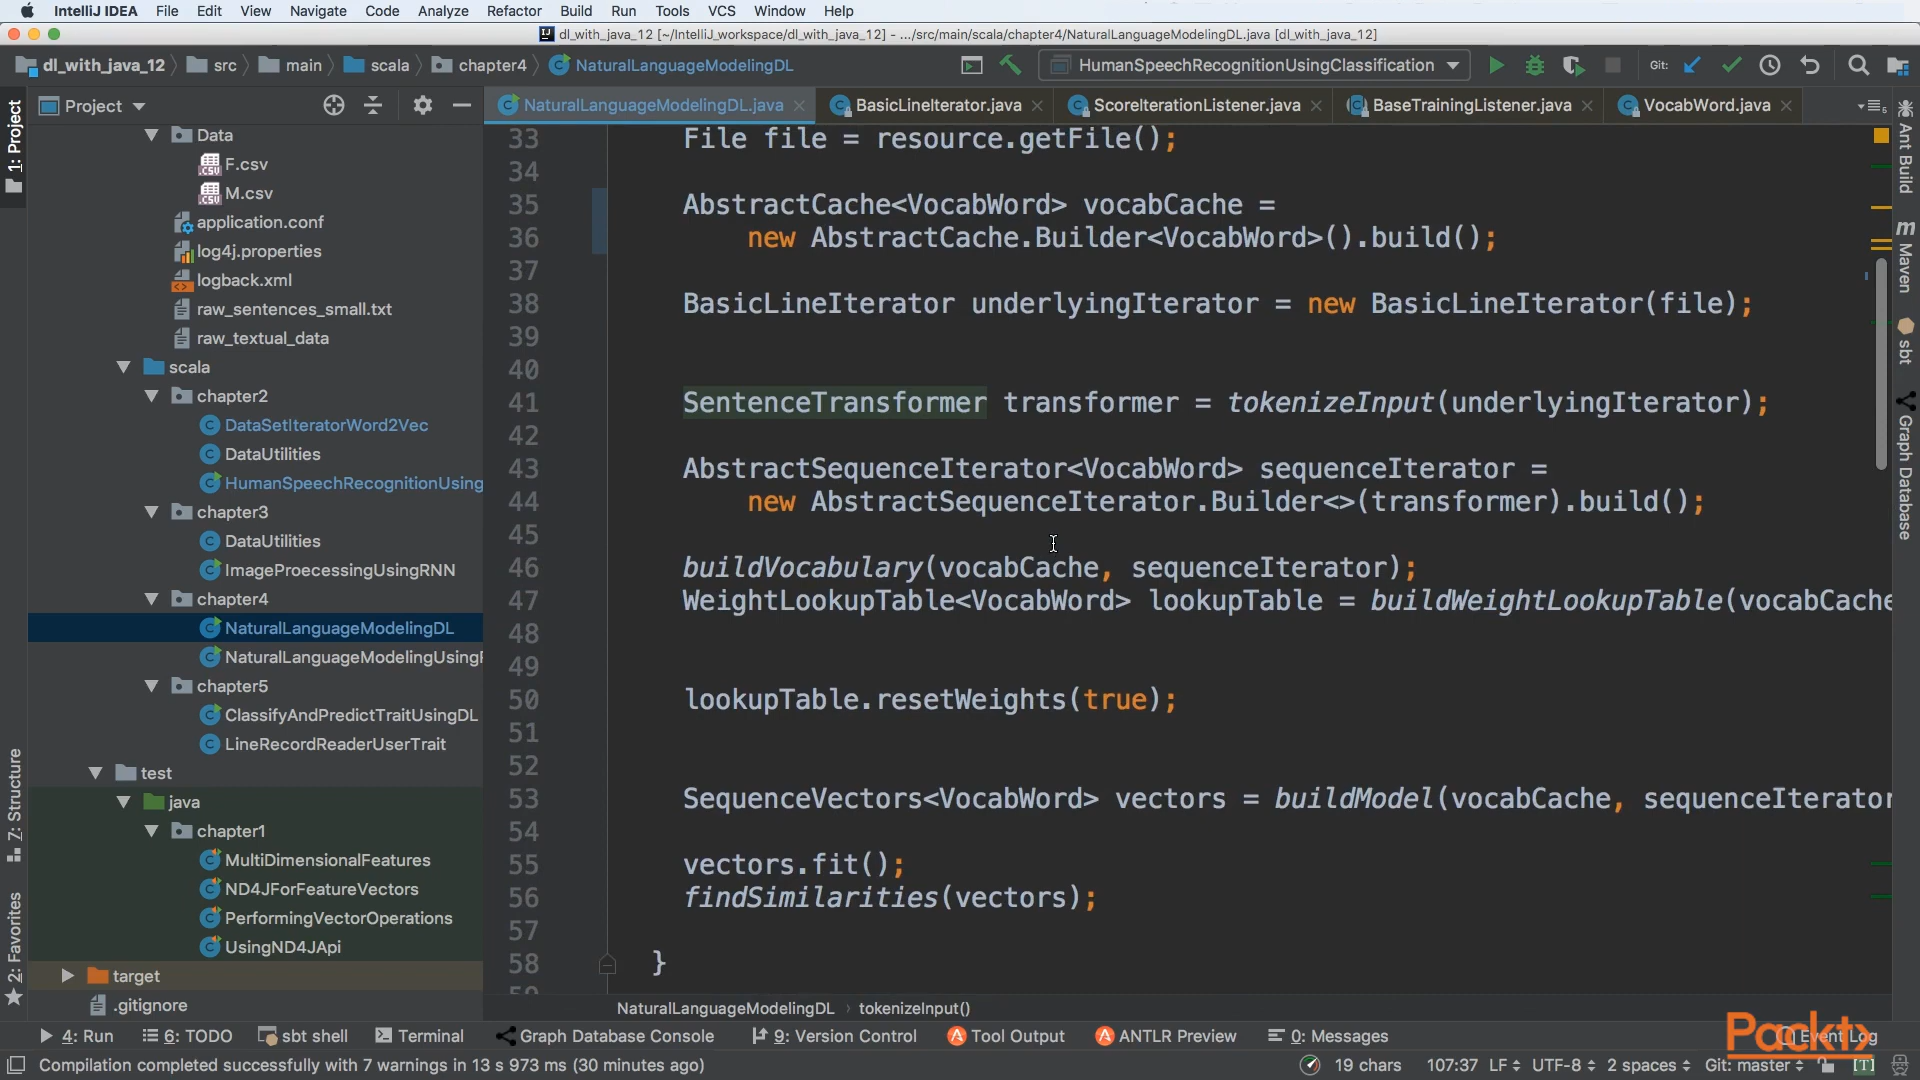 IntelliJ IDEA File Edit View Navigate Code Analyze Refactor Build Run Tools VCS Window Help
dl_with_java_12 [~/IntelliJ_workspace/dl_with_java_12] - .../src/main/scala/chapter4/NaturalLanguageModelingDL.java [dl_with_java_12]
dl_with_java_12 src main scala chapter4 NaturalLanguageModelingDL HumanSpeechRecognitionUsingClassification Git:
Project NaturalLanguageModelingDL.java BasicLineIterator.java ScoreIterationListener.java BaseTrainingListener.java VocabWord.java
1: Project
Z: Structure
2: Favorites
Data
F.csv
M.csv
application.conf
log4j.properties
logback.xml
raw_sentences_small.txt
raw_textual_data
scala
chapter2
DataSetIteratorWord2Vec
DataUtilities
HumanSpeechRecognitionUsing
chapter3
DataUtilities
ImageProecessingUsingRNN
chapter4
NaturalLanguageModelingDL
NaturalLanguageModelingUsing
chapter5
ClassifyAndPredictTraitUsingDL
LineRecordReaderUserTrait
test
java
chapter1
MultiDimensionalFeatures
ND4JForFeatureVectors
PerformingVectorOperations
UsingND4JApi
target
.gitignore
33 File file = resource.getFile();
34
35 AbstractCache<VocabWord> vocabCache =
36 new AbstractCache.Builder<VocabWord>().build();
37
38 BasicLineIterator underlyingIterator = new BasicLineIterator(file);
39
40
41 SentenceTransformer transformer = tokenizeInput(underlyingIterator);
42
43 AbstractSequenceIterator<VocabWord> sequenceIterator =
44 new AbstractSequenceIterator.Builder<>(transformer).build();
45
46 buildVocabulary(vocabCache, sequenceIterator);
47 WeightLookupTable<VocabWord> lookupTable = buildWeightLookupTable(vocabCache
48
49
50 lookupTable.resetWeights(true);
51
52
53 SequenceVectors<VocabWord> vectors = buildModel(vocabCache, sequenceIterator
54
55 vectors.fit();
56 findSimilarities(vectors);
57
58 }
Ant Build
Maven
sbt
Graph Database
NaturalLanguageModelingDL tokenizeInput()
4: Run 6: TODO sbt shell Terminal Graph Database Console 9: Version Control Tool Output ANTLR Preview 0: Messages Event Log
Packt
Compilation completed successfully with 7 warnings in 13 s 973 ms (30 minutes ago) 19 chars 107:37 LF UTF-8 2 spaces Git: master [T]